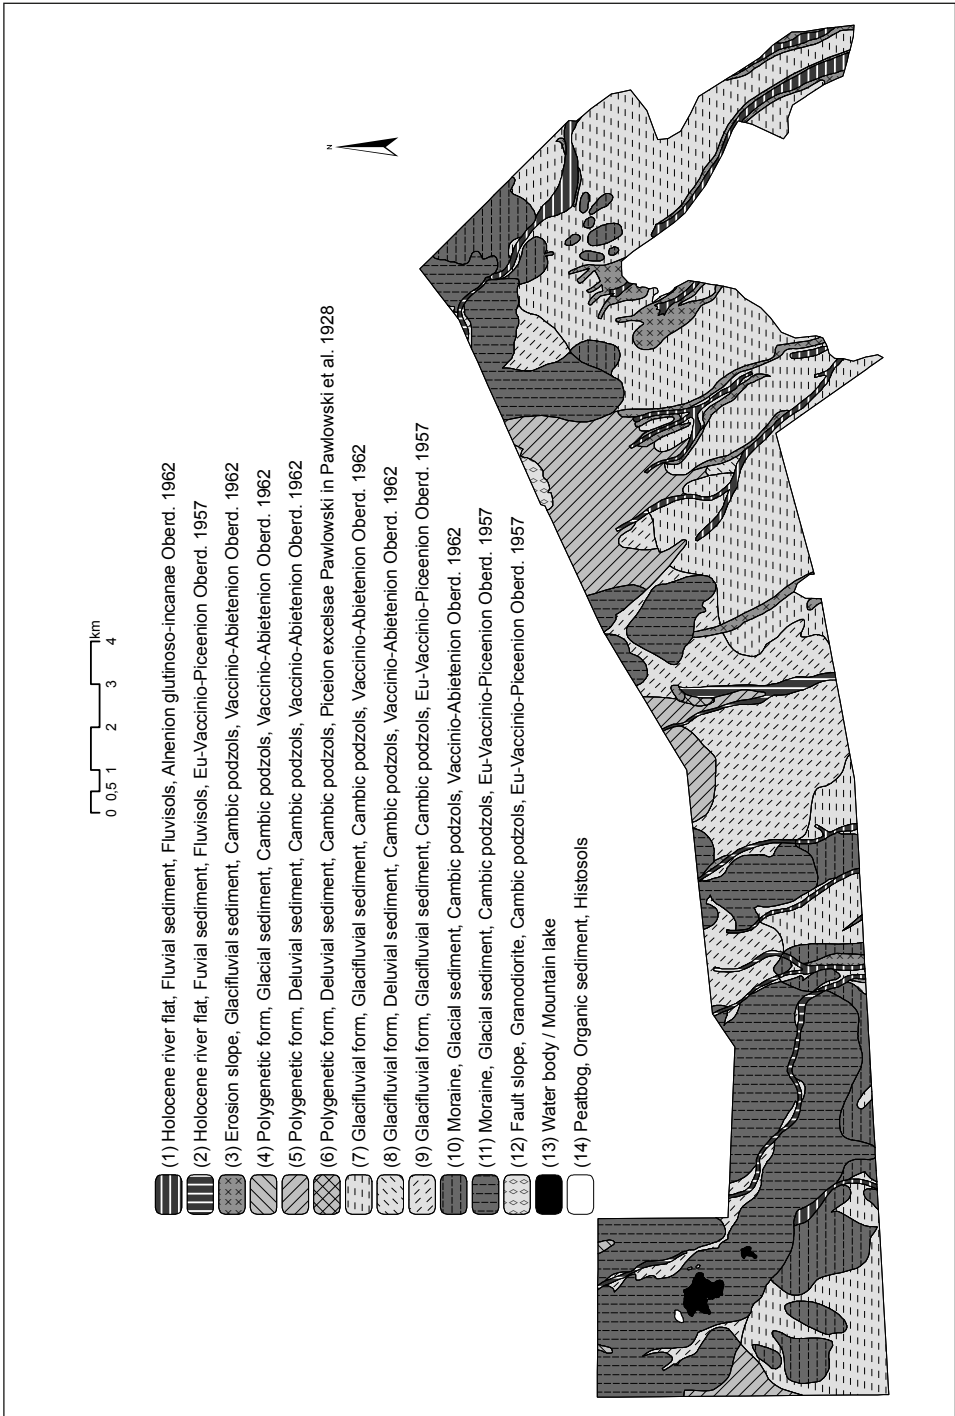 N
km
0 0,5 1 2 3 4
(1) Holocene river flat, Fluvial sediment, Fluvisols, Alnenion glutinoso-incanae Oberd. 1962
(2) Holocene river flat, Fuvial sediment, Fluvisols, Eu-Vaccinio-Piceenion Oberd. 1957
(3) Erosion slope, Glacifluvial sediment, Cambic podzols, Vaccinio-Abietenion Oberd. 1962
(4) Polygenetic form, Glacial sediment, Cambic podzols, Vaccinio-Abietenion Oberd. 1962
(5) Polygenetic form, Deluvial sediment, Cambic podzols, Vaccinio-Abietenion Oberd. 1962
(6) Polygenetic form, Deluvial sediment, Cambic podzols, Piceion excelsae Pawlowski in Pawlowski et al. 1928
(7) Glacifluvial form, Glacifluvial sediment, Cambic podzols, Vaccinio-Abietenion Oberd. 1962
(8) Glacifluvial form, Deluvial sediment, Cambic podzols, Vaccinio-Abietenion Oberd. 1962
(9) Glacifluvial form, Glacifluvial sediment, Cambic podzols, Eu-Vaccinio-Piceenion Oberd. 1957
(10) Moraine, Glacial sediment, Cambic podzols, Vaccinio-Abietenion Oberd. 1962
(11) Moraine, Glacial sediment, Cambic podzols, Eu-Vaccinio-Piceenion Oberd. 1957
(12) Fault slope, Granodiorite, Cambic podzols, Eu-Vaccinio-Piceenion Oberd. 1957
(13) Water body / Mountain lake
(14) Peatbog, Organic sediment, Histosols